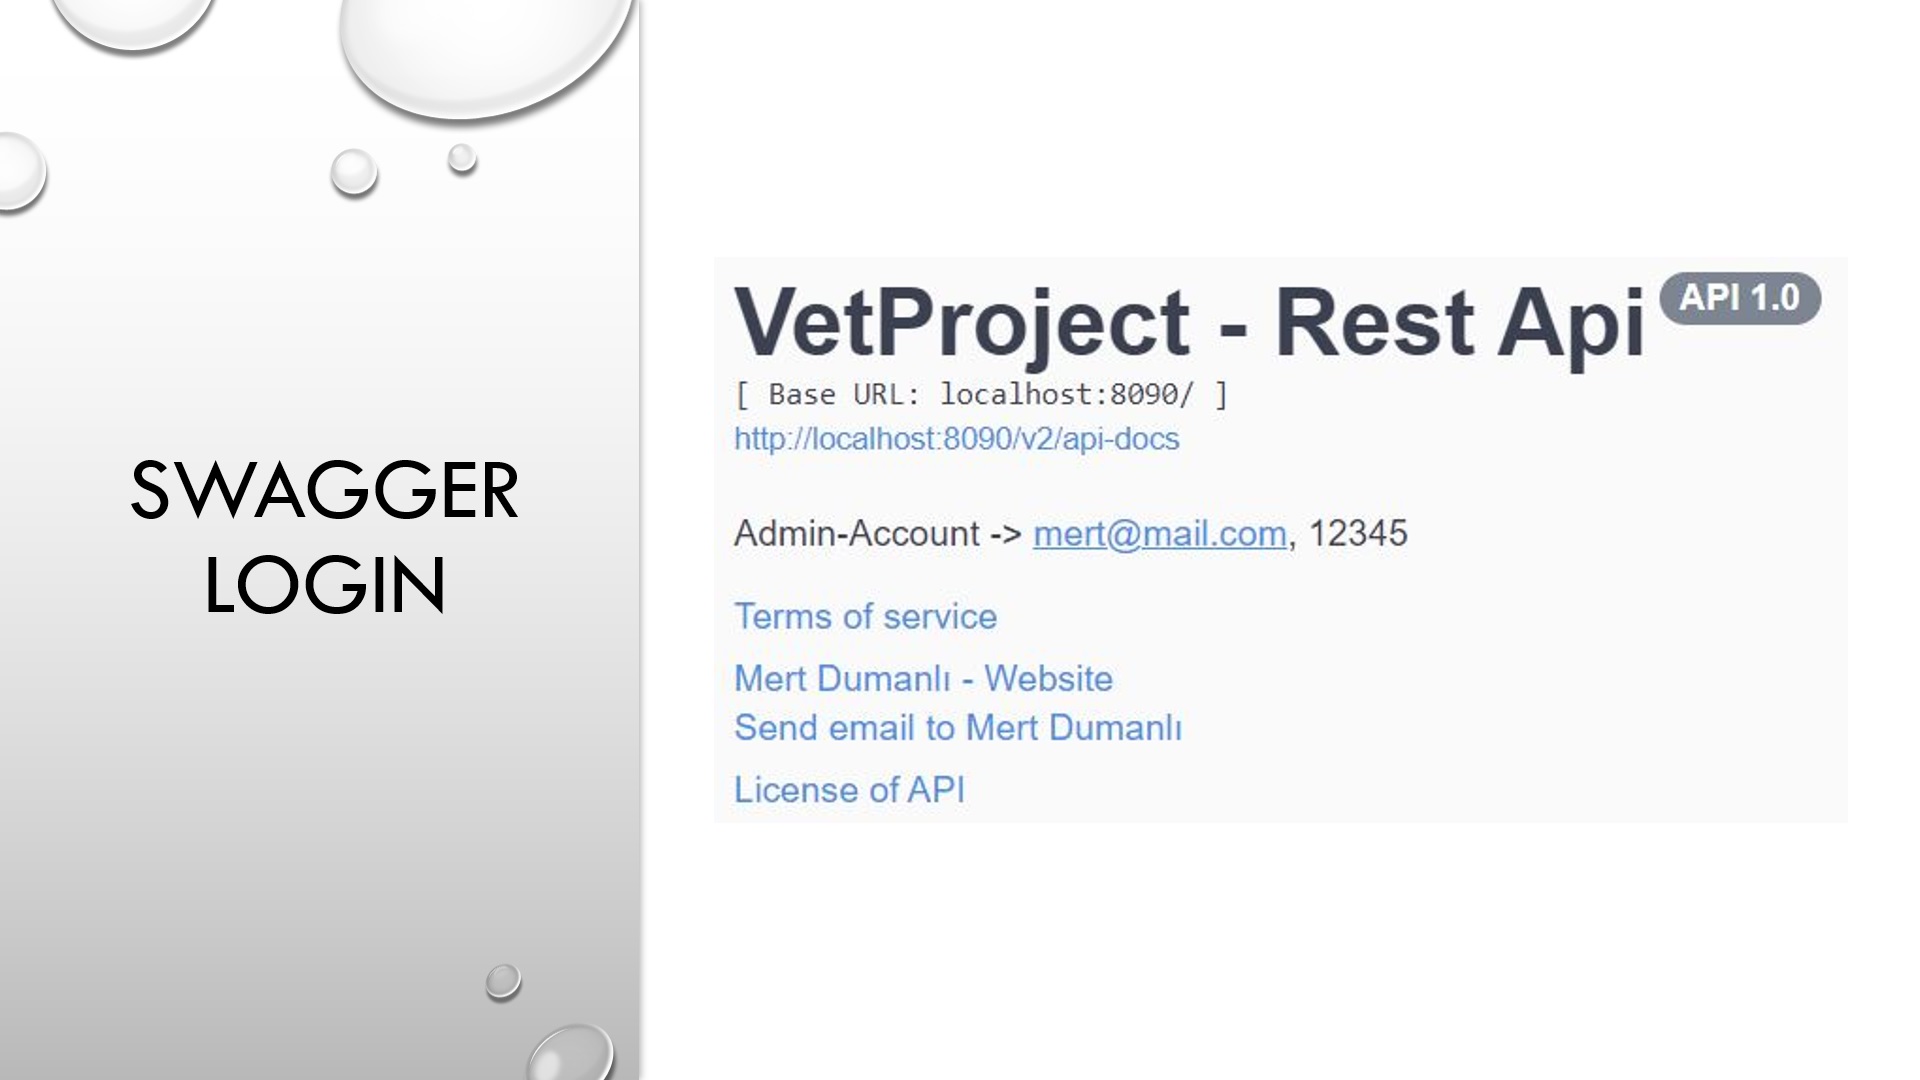 SWAGGER
LOGIN
VetProject - Rest Api API 1.0
[ Base URL: localhost:8090/ ]
http://localhost:8090/v2/api-docs
Admin-Account -> mert@mail.com, 12345
Terms of service
Mert Dumanlı - Website
Send email to Mert Dumanlı
License of API